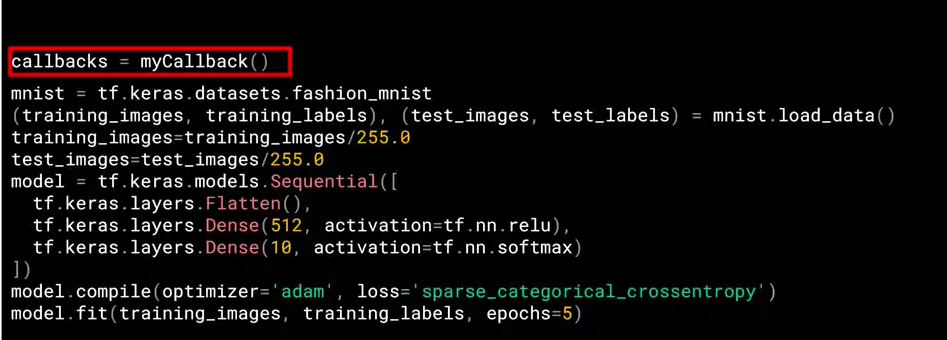 callbacks = myCallback()
mnist = tf.keras.datasets.fashion_mnist
(training_images, training_labels), (test_images, test_labels) = mnist.load_data()
training_images=training_images/255.0
test_images=test_images/255.0
model = tf.keras.models.Sequential([
  tf.keras.layers.Flatten(),
  tf.keras.layers.Dense(512, activation=tf.nn.relu),
  tf.keras.layers.Dense(10, activation=tf.nn.softmax)
])
model.compile(optimizer='adam', loss='sparse_categorical_crossentropy')
model.fit(training_images, training_labels, epochs=5)